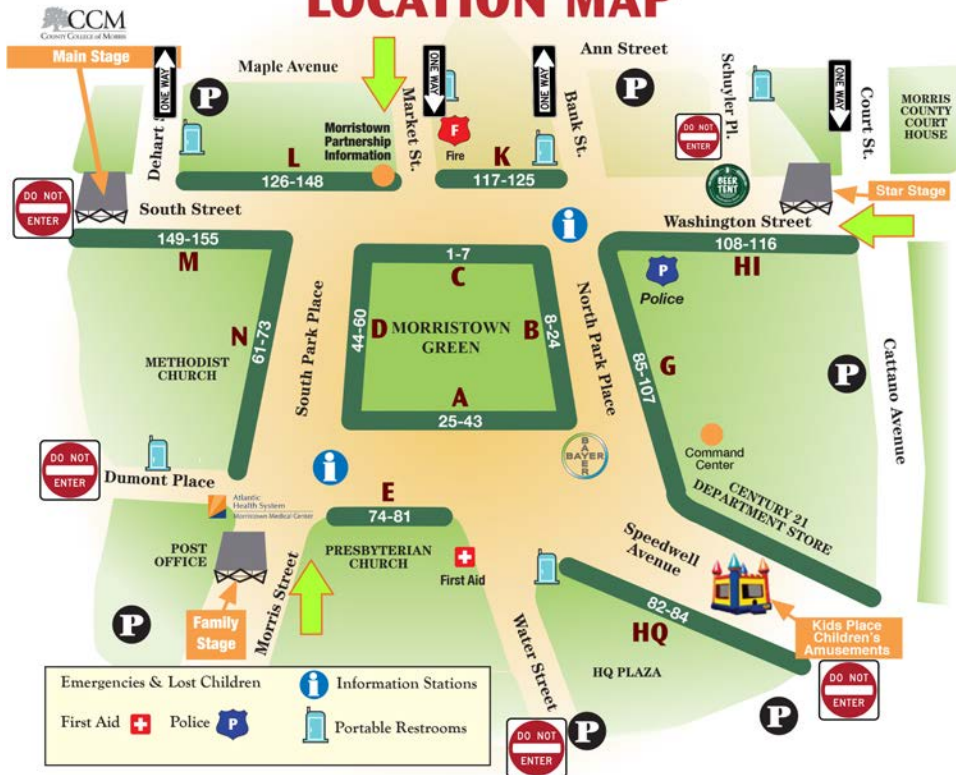 LOCATION MAP
CCM
COUNTY COLLEGE OF MORRIS
Main Stage
Maple Avenue
Ann Street
ONE WAY
ONE WAY
ONE WAY
ONE WAY
P
P
Dehart S
Market St.
Bank St.
Schuyler Pl.
Court St.
MORRIS
COUNTY
COURT
HOUSE
Morristown
Partnership
Information
F
Fire
DO NOT
ENTER
L
K
126-148
117-125
BEER
TENT
Star Stage
DO NOT
ENTER
South Street
Washington Street
149-155
M
i
108-116
HI
1-7
C
P
Police
N
61-73
METHODIST
CHURCH
South Park Place
44-60
D
MORRISTOWN
GREEN
B
8-24
North Park Place
85-107
G
P
Cattano Avenue
A
25-43
DO NOT
ENTER
Dumont Place
i
BAYER
BAYER
Command
Center
CENTURY 21
DEPARTMENT STORE
Atlantic
Health System
Morristown Medical Center
E
74-81
POST
OFFICE
PRESBYTERIAN
CHURCH
First Aid
Speedwell
Avenue
P
Family
Stage
Morris Street
Water Street
82-84
HQ
HQ PLAZA
Kids Place
Children's
Amusements
DO NOT
ENTER
P
P
DO NOT
ENTER
Emergencies & Lost Children
i Information Stations
First Aid Police P
Portable Restrooms